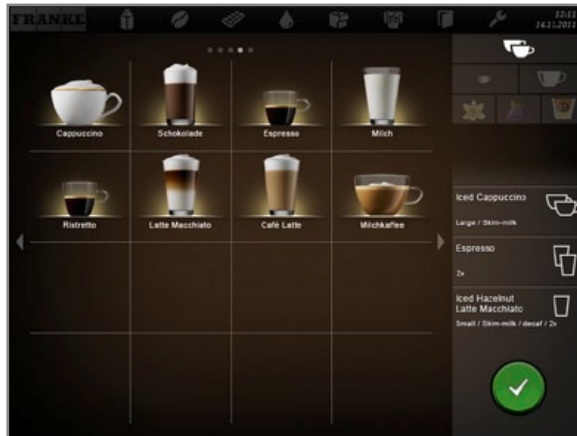 FRANKE
12:11
14.11.2011
Cappuccino
Schokolade
Espresso
Milch
Iced Cappuccino
Large / Skim-milk
Ristretto
Latte Macchiato
Café Latte
Milchkaffee
Espresso
2x
Iced Hazelnut
Latte Macchiato
Small / Skim-milk / decaf / 2x